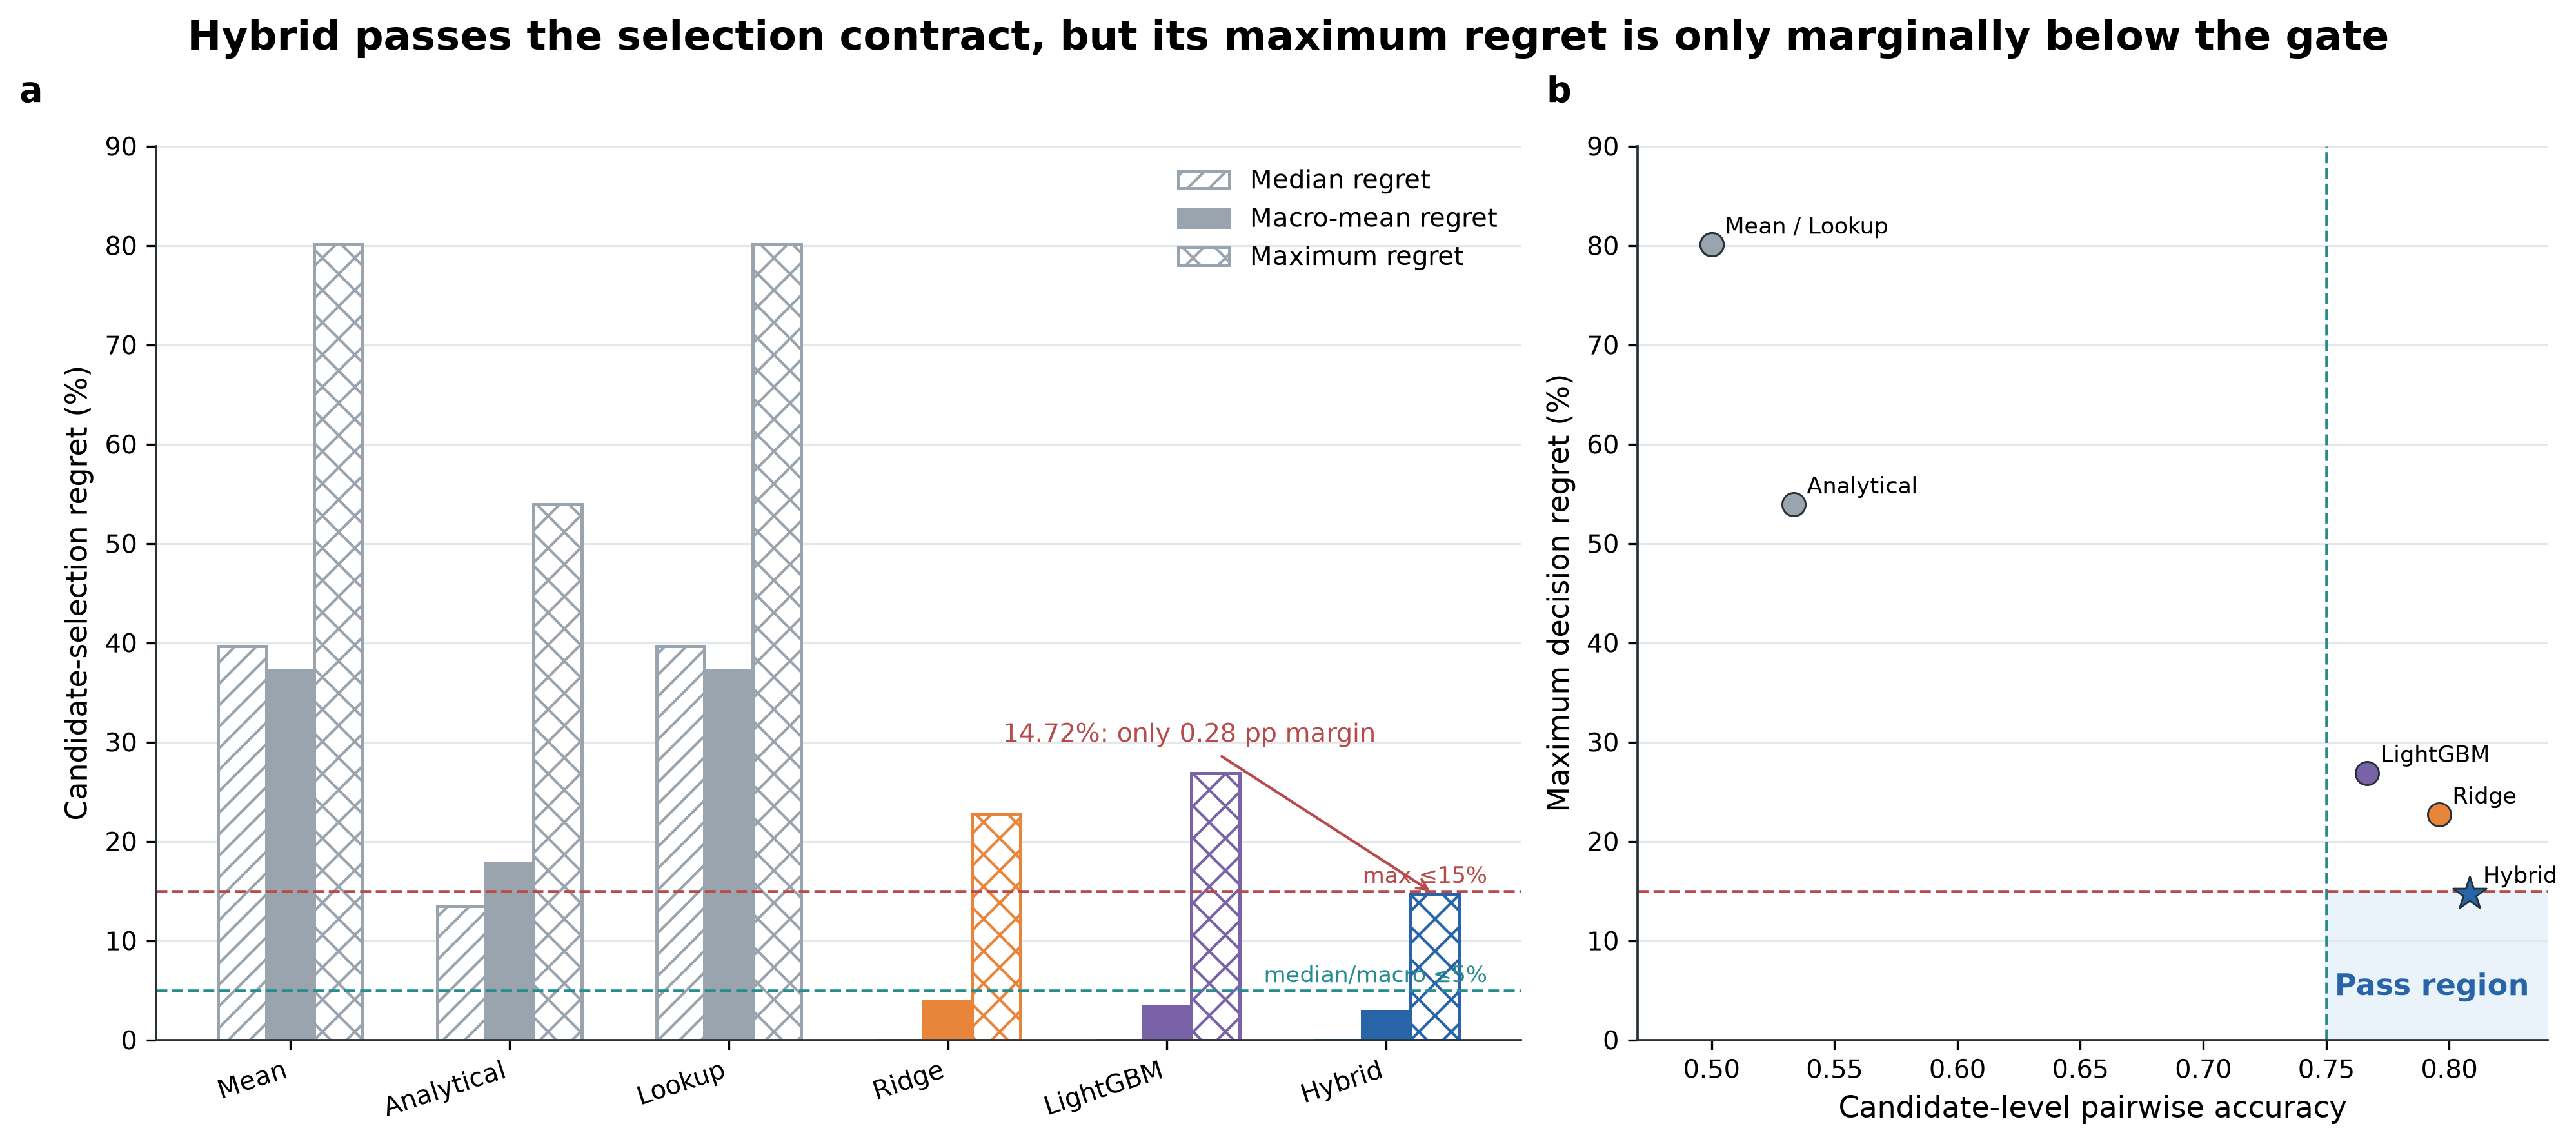 Hybrid passes the selection contract, but its maximum regret is only marginally below the gate
a
Candidate-selection regret (%)
90
80
70
60
50
40
30
20
10
0
Median regret
Macro-mean regret
Maximum regret
14.72%: only 0.28 pp margin
max ≤15%
median/macro ≤5%
Mean
Analytical
Lookup
Ridge
LightGBM
Hybrid
b
Maximum decision regret (%)
90
80
70
60
50
40
30
20
10
0
Mean / Lookup
Analytical
LightGBM
Ridge
Hybrid
Pass region
0.50
0.55
0.60
0.65
0.70
0.75
0.80
Candidate-level pairwise accuracy